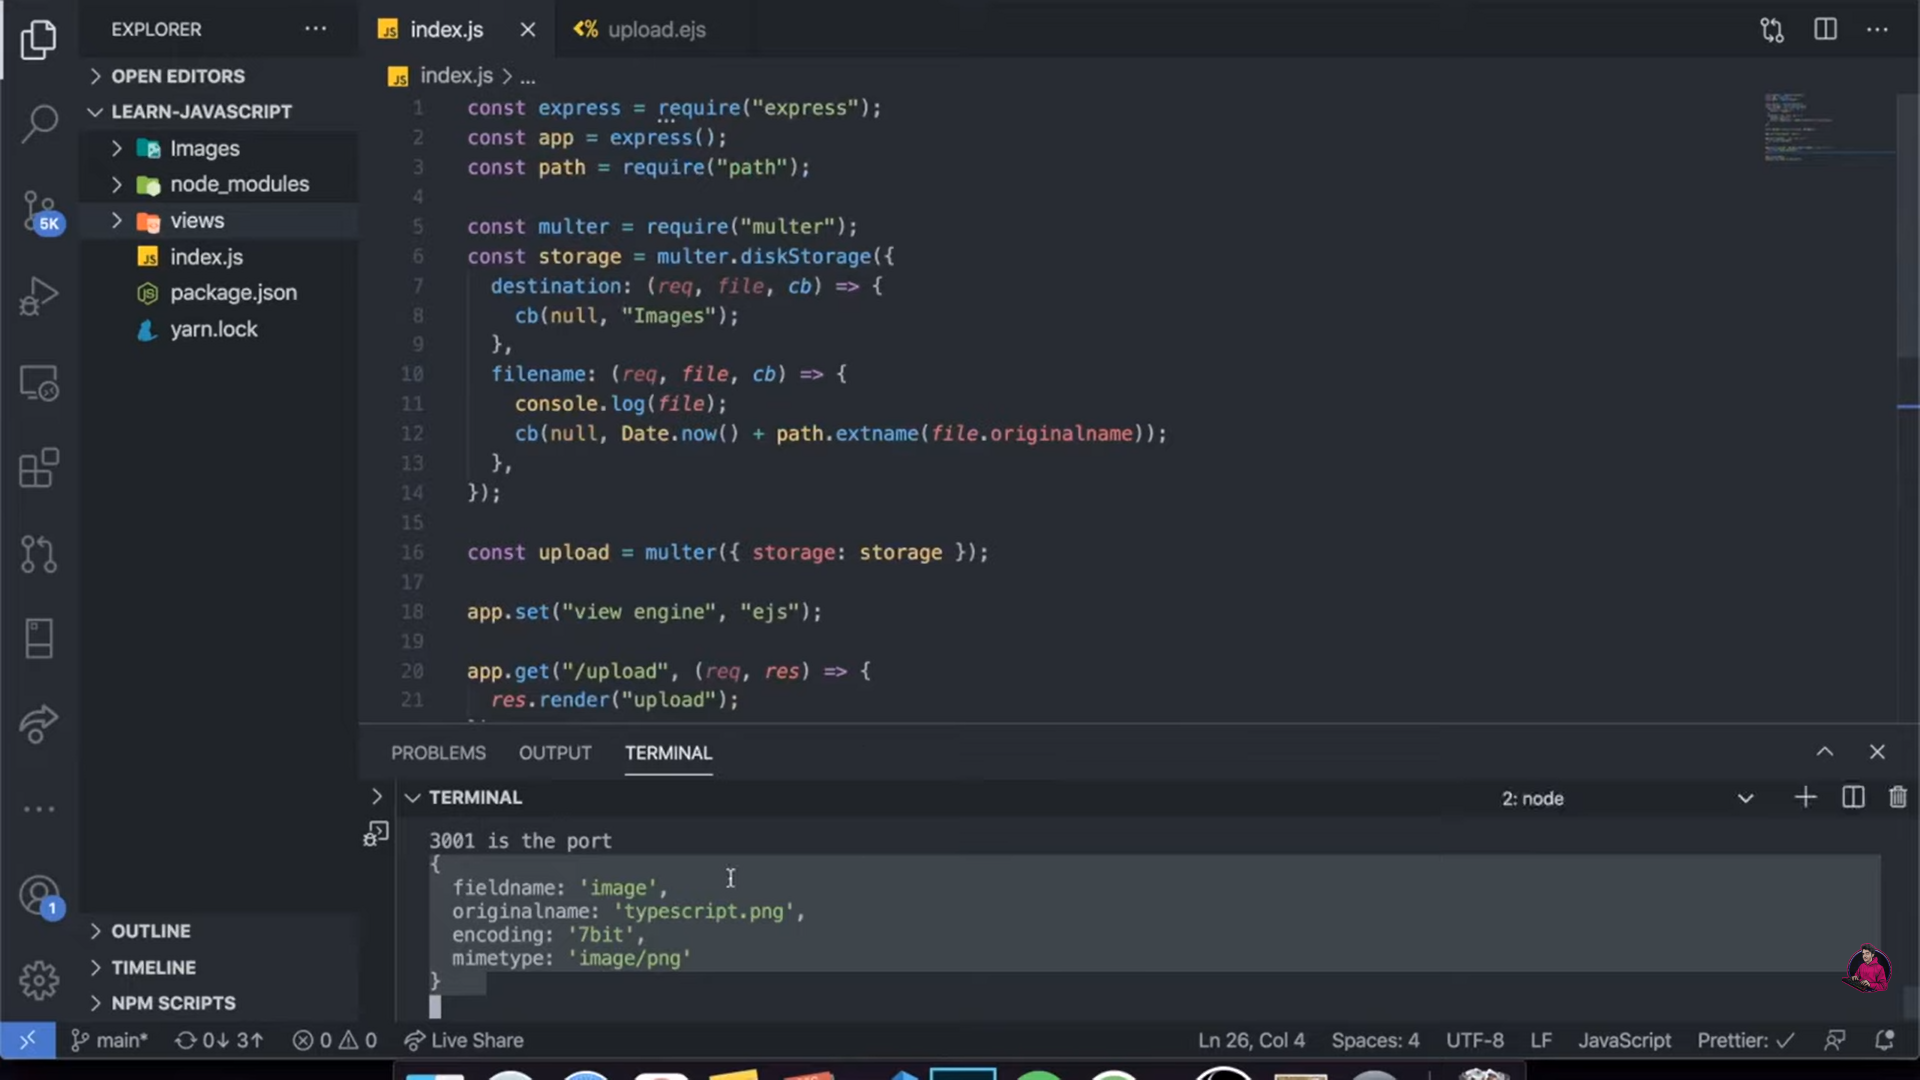 EXPLORER
index.js
upload.ejs
OPEN EDITORS
LEARN-JAVASCRIPT
Images
node_modules
views
index.js
package.json
yarn.lock
5K
1
OUTLINE
TIMELINE
NPM SCRIPTS
index.js > ...
1 const express = require("express");
2 const app = express();
3 const path = require("path");
4
5 const multer = require("multer");
6 const storage = multer.diskStorage({
7 destination: (req, file, cb) => {
8 cb(null, "Images");
9 },
10 filename: (req, file, cb) => {
11 console.log(file);
12 cb(null, Date.now() + path.extname(file.originalname));
13 },
14 });
15
16 const upload = multer({ storage: storage });
17
18 app.set("view engine", "ejs");
19
20 app.get("/upload", (req, res) => {
21 res.render("upload");
PROBLEMS OUTPUT TERMINAL
TERMINAL
2: node
3001 is the port
{
fieldname: 'image',
originalname: 'typescript.png',
encoding: '7bit',
mimetype: 'image/png'
}
main* 0↓ 3↑ 0 0 Live Share Ln 26, Col 4 Spaces: 4 UTF-8 LF JavaScript Prettier: ✓